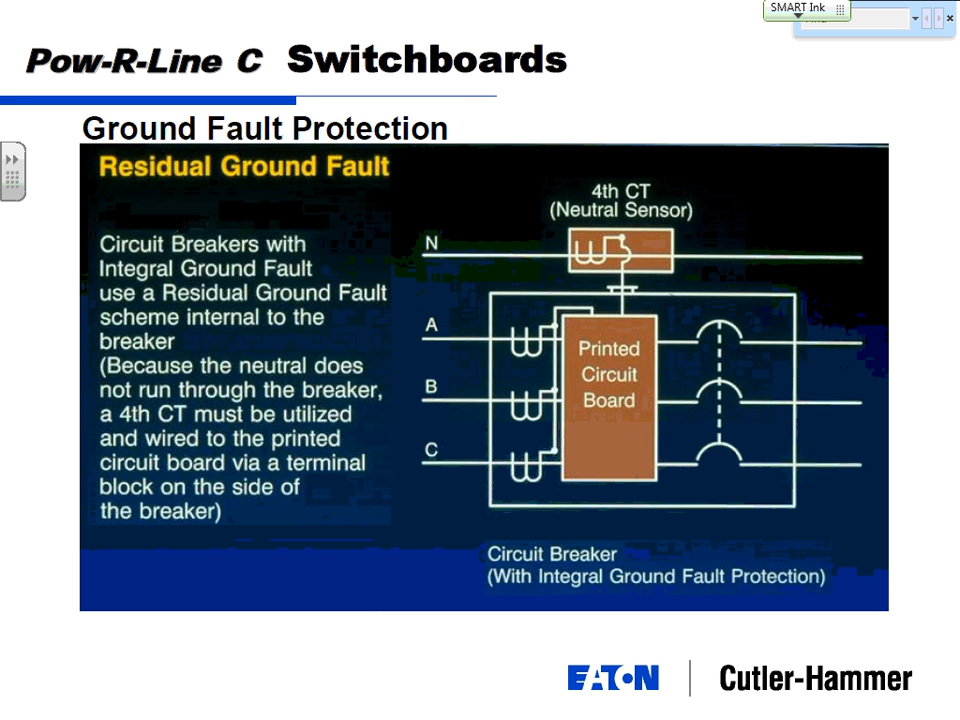 SMART Ink
Pow-R-Line C Switchboards
Ground Fault Protection
Residual Ground Fault
4th CT
(Neutral Sensor)
Circuit Breakers with
Integral Ground Fault
use a Residual Ground Fault
scheme internal to the
breaker
(Because the neutral does
not run through the breaker,
a 4th CT must be utilized
and wired to the printed
circuit board via a terminal
block on the side of
the breaker)
N
A
B
C
Printed
Circuit
Board
Circuit Breaker
(With Integral Ground Fault Protection)
EATON
Cutler-Hammer